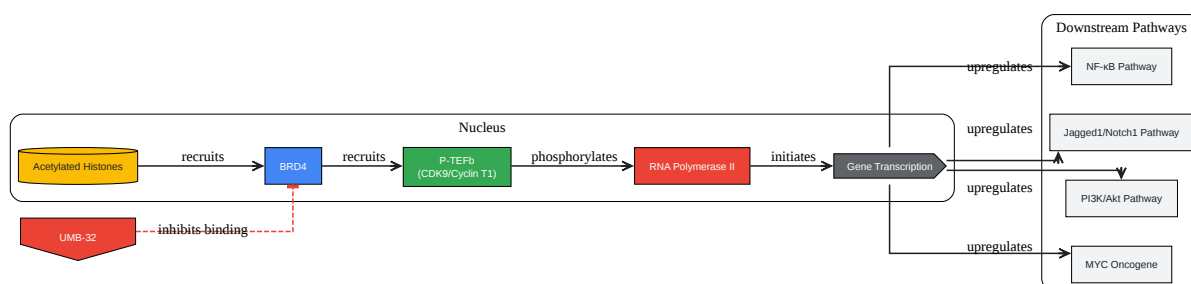 Downstream Pathways
upregulates
NF-κB Pathway
Nucleus
upregulates
Jagged1/Notch1 Pathway
Acetylated Histones
recruits
BRD4
recruits
P-TEFb
(CDK9/Cyclin T1)
phosphorylates
RNA Polymerase II
initiates
Gene Transcription
upregulates
PI3K/Akt Pathway
UMB-32
inhibits binding
upregulates
MYC Oncogene